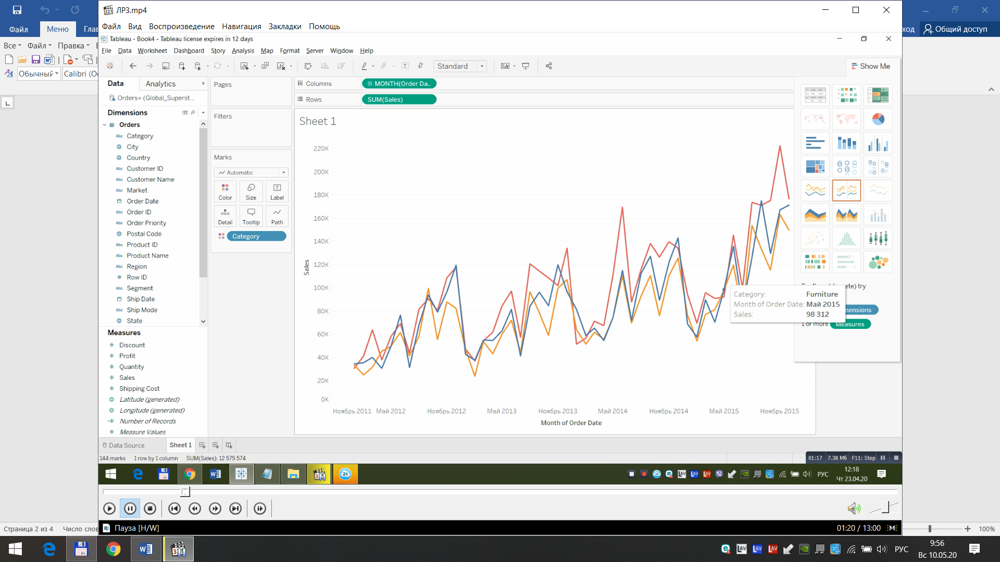 ЛР3.mp4
Файл Вид Воспроизведение Навигация Закладки Помощь
Файл Меню Общий доступ
Tableau - Book4 - Tableau license expires in 12 days
File Data Worksheet Dashboard Story Analysis Map Format Server Window Help
Все Файл Правка
Обычный Calibri (Ос
Standard
Show Me
Data Analytics
Orders+ (Global_Superst...
Dimensions
Orders
Category
City
Country
Customer ID
Customer Name
Market
Order Date
Order ID
Order Priority
Postal Code
Product ID
Product Name
Region
Row ID
Segment
Ship Date
Ship Mode
State
Measures
Discount
Profit
Quantity
Sales
Shipping Cost
Latitude (generated)
Longitude (generated)
Number of Records
Measure Values
Pages
Filters
Marks
Automatic
Color Size Label
Detail Tooltip Path
Category
Columns MONTH(Order Da..
Rows SUM(Sales)
Sheet 1
220K
200K
180K
160K
140K
120K
100K
80K
60K
40K
20K
0K
Sales
Ноябрь 2011 Май 2012 Ноябрь 2012 Май 2013 Ноябрь 2013 Май 2014 Ноябрь 2014 Май 2015 Ноябрь 2015
Month of Order Date
Category: Furniture
Month of Order Date: Май 2015
Sales: 98 312
1 or more Measures
Data Source Sheet 1
144 marks 1 row by 1 column SUM(Sales): 12 575 574
01:17 7.38 Мб F11: Stop
РУС 12:18
Чт 23.04.20
Пауза [H/W] 01:20 / 13:00
Страница 2 из 4 Число слов 100%
РУС 9:56
Вс 10.05.20